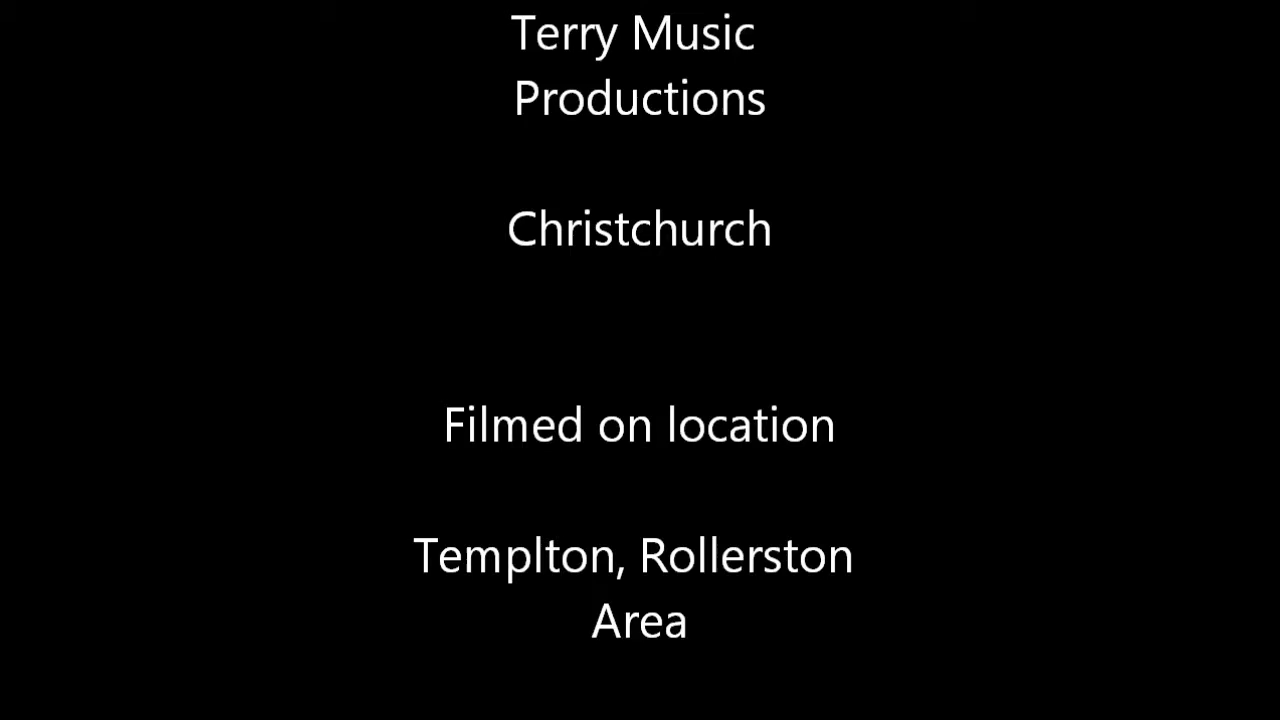 Terry Music
Productions
Christchurch
Filmed on location
Templton, Rollerston
Area